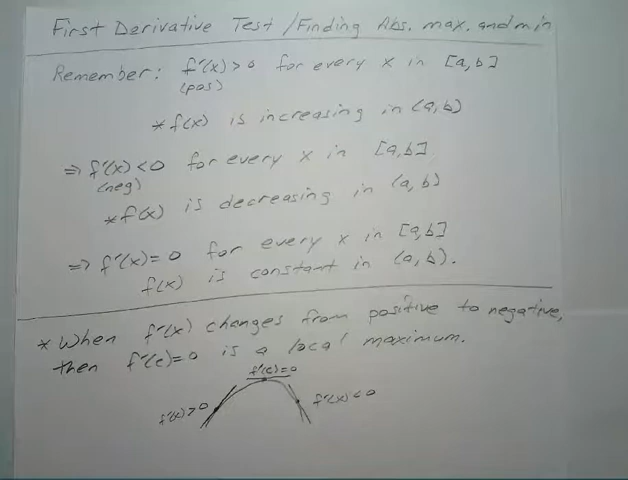 First Derivative Test / Finding Abs. max. and min
Remember: f'(x) > 0 for every x in [a,b]
(pos)
* f(x) is increasing in (a,b)
⇒ f'(x) < 0 for every x in [a,b]
(neg)
* f(x) is decreasing in (a,b)
⇒ f'(x) = 0 for every x in [a,b]
f(x) is constant in (a,b).
* When f'(x) changes from positive to negative,
then f'(c)=0 is a local maximum.
f'(c)=0
f'(x) > 0
f'(x) < 0